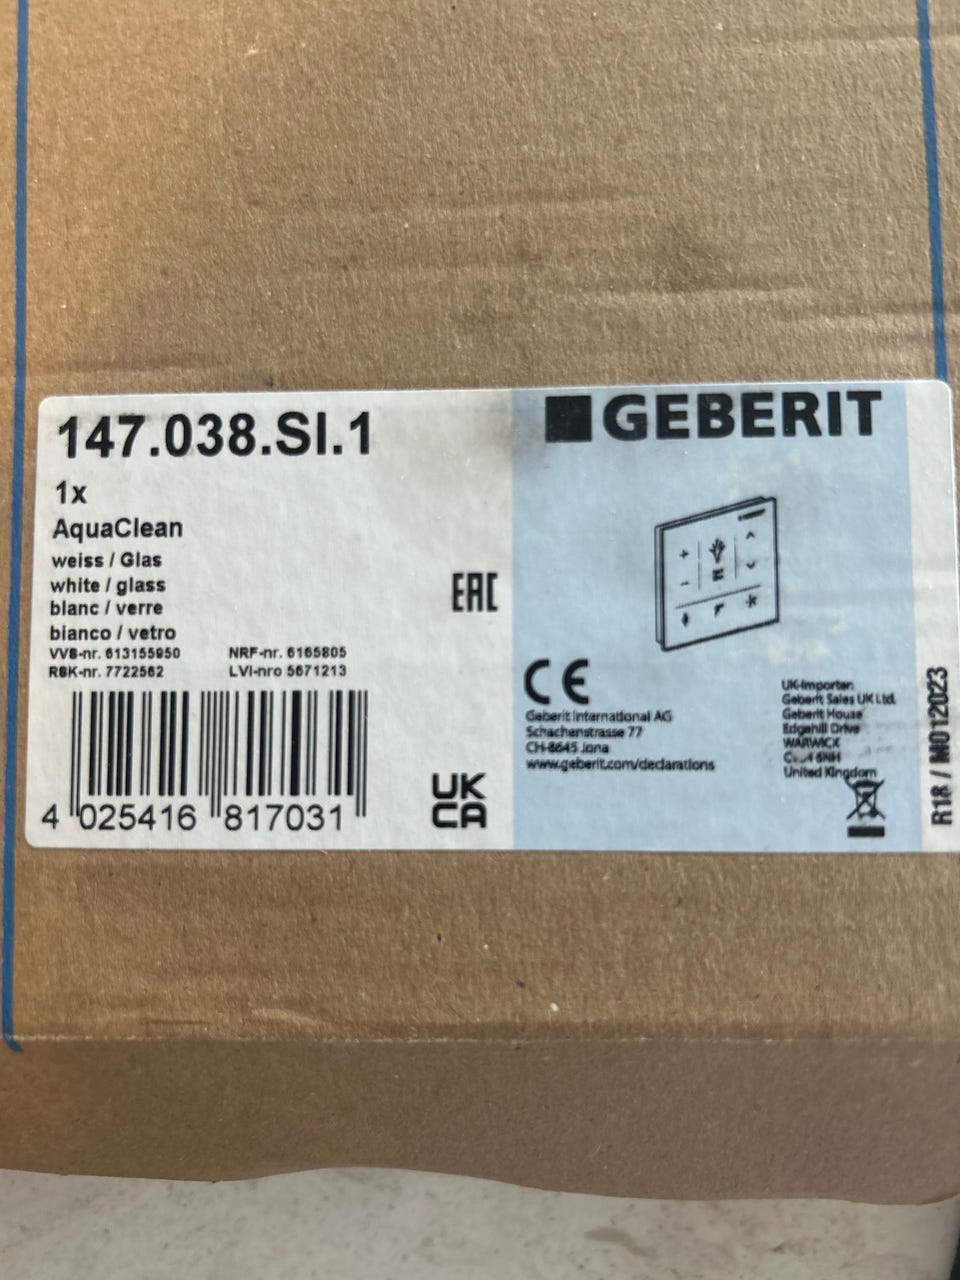 147.038.SI.1
1x
AquaClean
weiss / Glas
white / glass
blanc / verre
bianco / vetro
VVS-nr. 613155950 NRF-nr. 6165805
RSK-nr. 7722562 LVI-nro 5671213
4 025416 817031
EAC
UK
CA
GEBERIT
CE
Geberit International AG
Schachenstrasse 77
CH-8645 Jona
www.geberit.com/declarations
UK-Importer:
Geberit Sales UK Ltd.
Geberit House
Edgehill Drive
WARWICK
6NH
United Kingdom
R18 / M012023